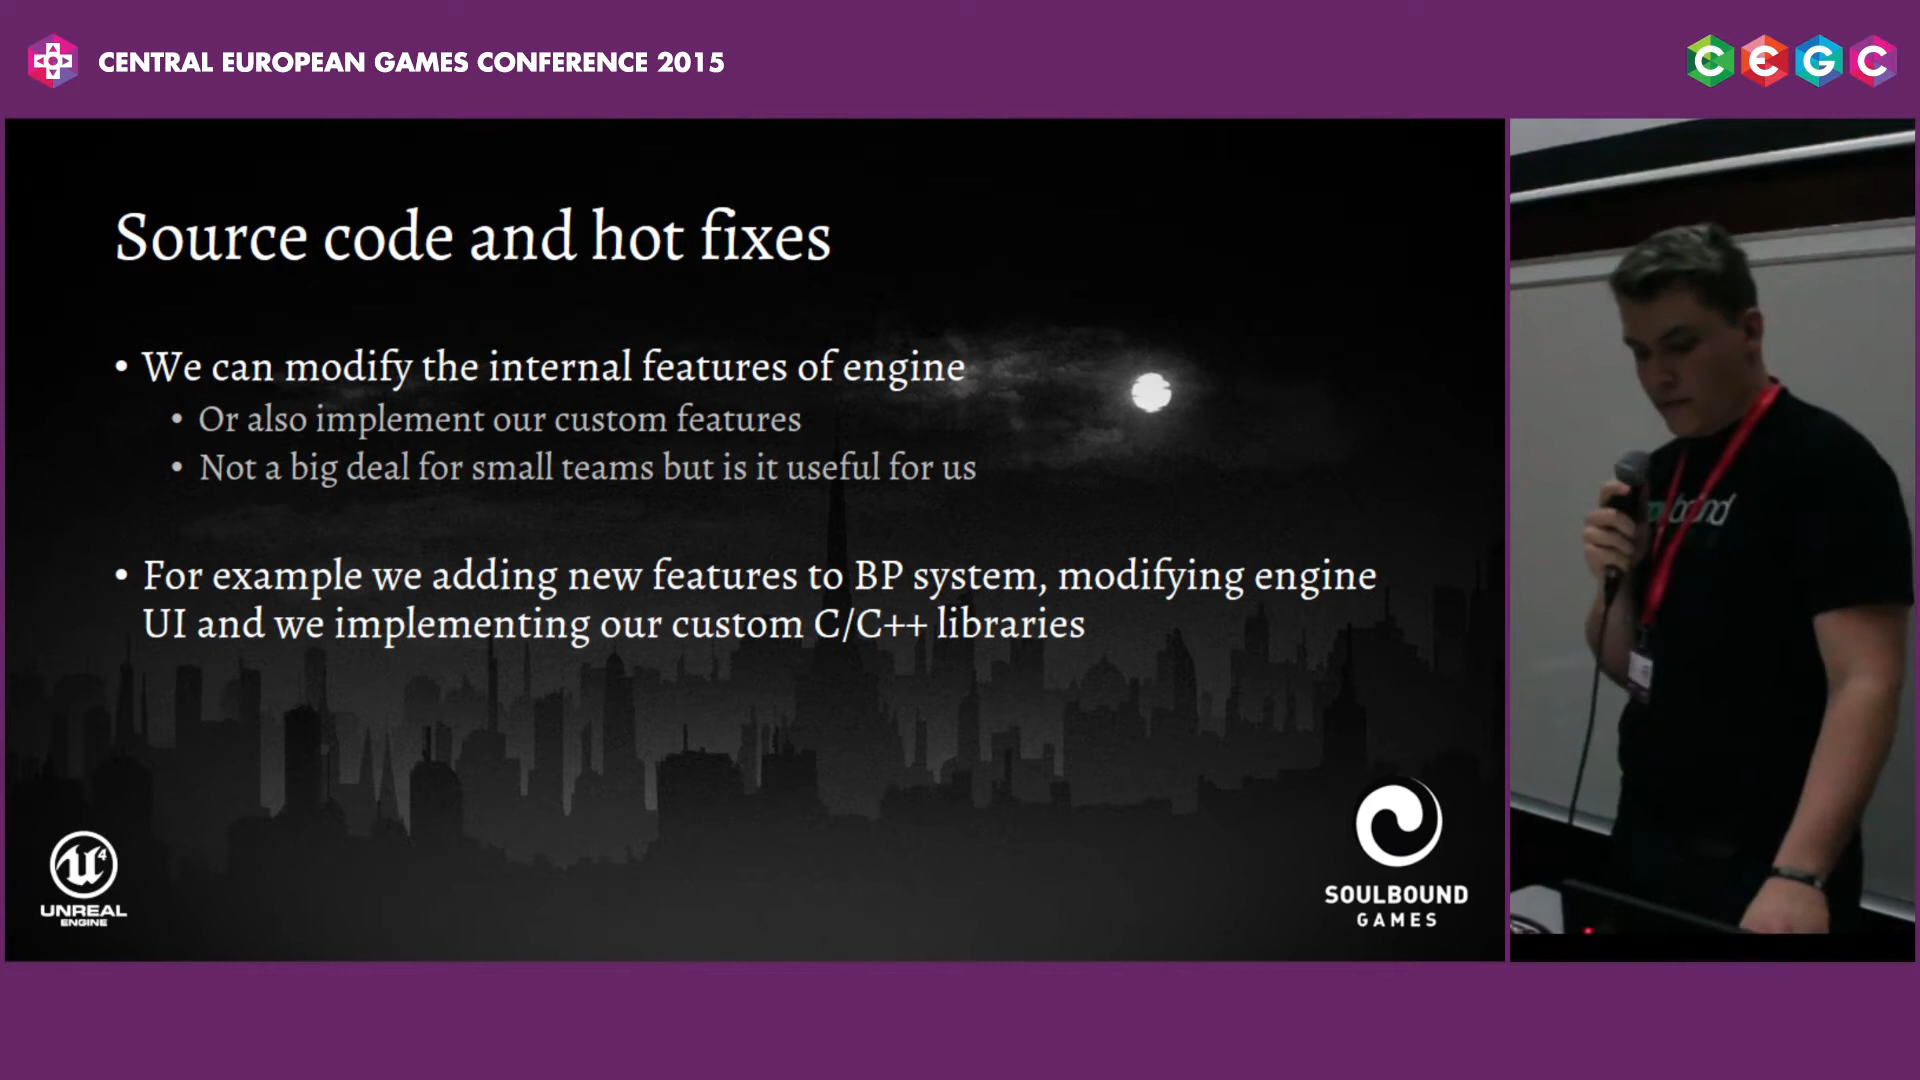 CENTRAL EUROPEAN GAMES CONFERENCE 2015
C E G C
Source code and hot fixes
• We can modify the internal features of engine
• Or also implement our custom features
• Not a big deal for small teams but is it useful for us
• For example we adding new features to BP system, modifying engine
UI and we implementing our custom C/C++ libraries
U4
UNREAL
ENGINE
SOULBOUND
GAMES